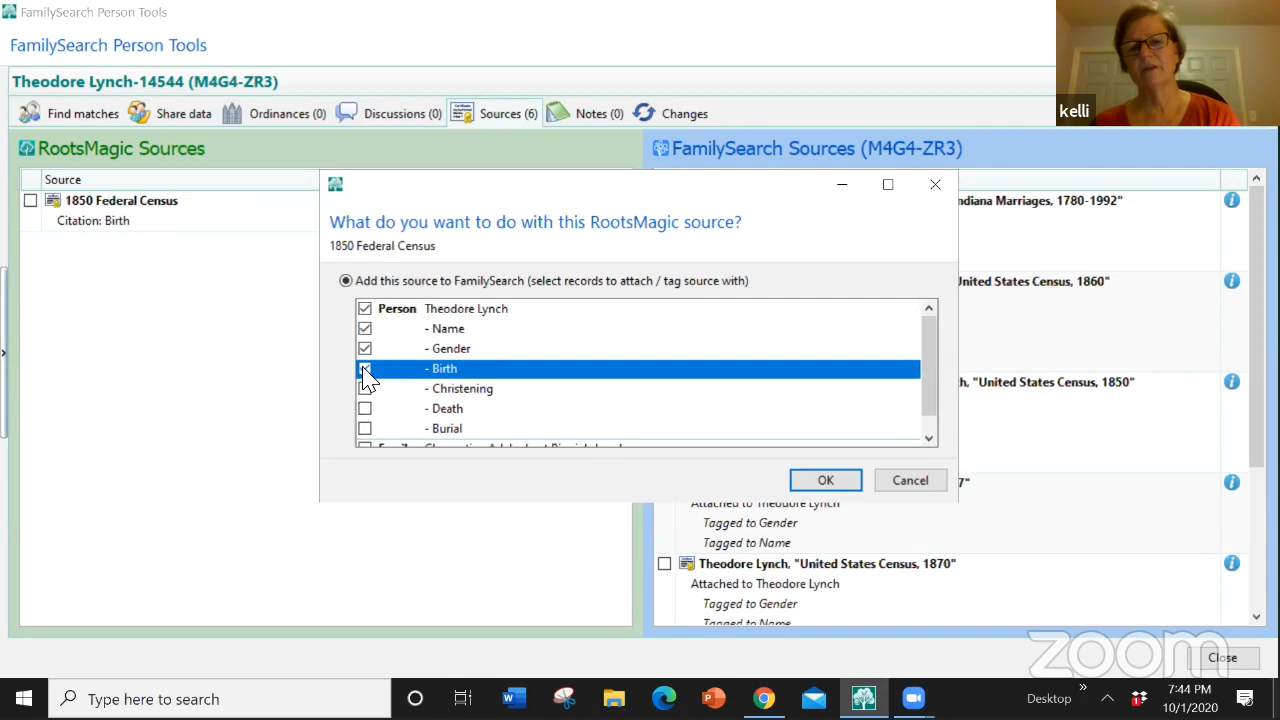 FamilySearch Person Tools
FamilySearch Person Tools
Theodore Lynch-14544 (M4G4-ZR3)
Find matches Share data Ordinances (0) Discussions (0) Sources (6) Notes (0) Changes
kelli
RootsMagic Sources
FamilySearch Sources (M4G4-ZR3)
Source
1850 Federal Census
Citation: Birth
ndiana Marriages, 1780-1992"
United States Census, 1860"
h, "United States Census, 1850"
7"
Attached to Theodore Lynch
Tagged to Gender
Tagged to Name
Theodore Lynch, "United States Census, 1870"
Attached to Theodore Lynch
Tagged to Gender
Tagged to Name
What do you want to do with this RootsMagic source?
1850 Federal Census
Add this source to FamilySearch (select records to attach / tag source with)
Person Theodore Lynch
- Name
- Gender
- Birth
- Christening
- Death
- Burial
OK Cancel
zoom
Close
Type here to search
Desktop
7:44 PM
10/1/2020